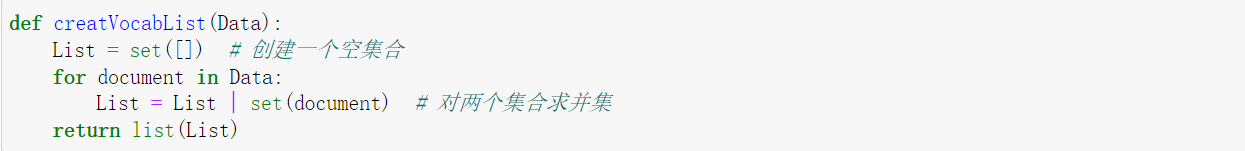 def creatVocabList(Data):
    List = set([])  # 创建一个空集合
    for document in Data:
        List = List | set(document)  # 对两个集合求并集
    return list(List)